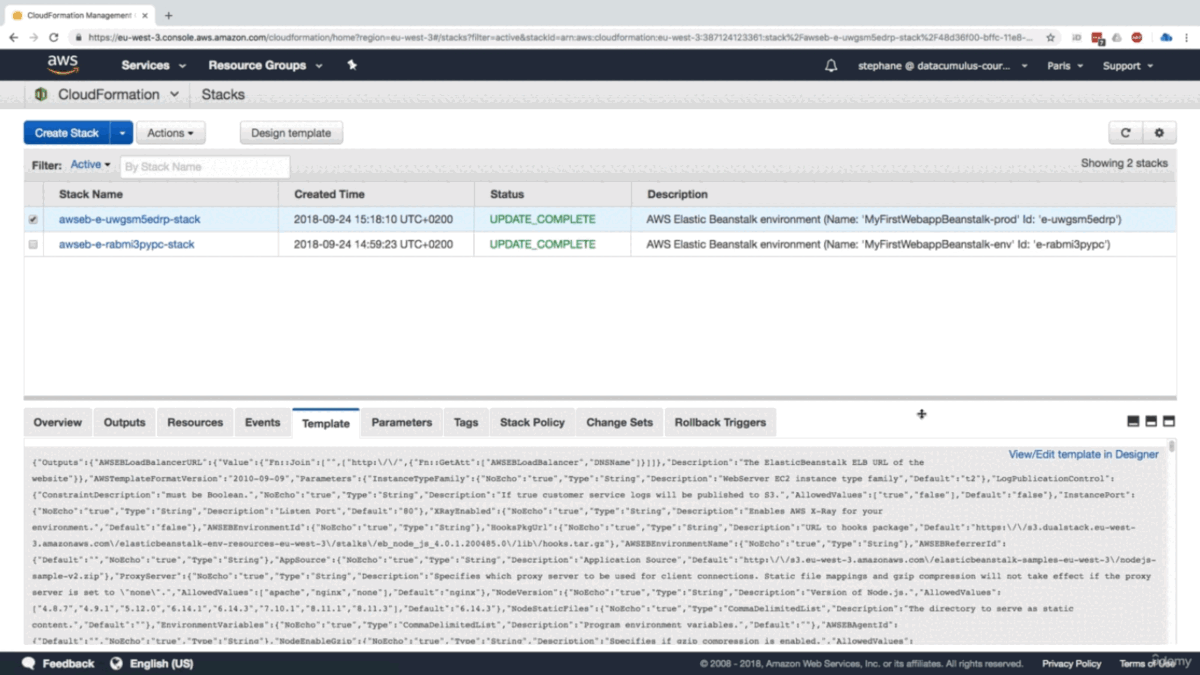 CloudFormation Management
https://eu-west-3.console.aws.amazon.com/cloudformation/home?region=eu-west-3#/stacks?filter=active&stackId=arn:aws:cloudformation:eu-west-3:387124123361:stack%2Fawseb-e-uwgsm5edrp-stack%2F48d36f00-bffc-11e8-...
aws Services Resource Groups stephane @ datacumulus-cour... Paris Support
CloudFormation Stacks
Create Stack Actions Design template
Filter: Active By Stack Name Showing 2 stacks
Stack Name Created Time Status Description
awseb-e-uwgsm5edrp-stack 2018-09-24 15:18:10 UTC+0200 UPDATE_COMPLETE AWS Elastic Beanstalk environment (Name: 'MyFirstWebappBeanstalk-prod' Id: 'e-uwgsm5edrp')
awseb-e-rabmi3pypc-stack 2018-09-24 14:59:23 UTC+0200 UPDATE_COMPLETE AWS Elastic Beanstalk environment (Name: 'MyFirstWebappBeanstalk-env' Id: 'e-rabmi3pypc')
Overview Outputs Resources Events Template Parameters Tags Stack Policy Change Sets Rollback Triggers
View/Edit template in Designer
{"Outputs":{"AWSEBLoadBalancerURL":{"Value":{"Fn::Join":["",["http:\/\/",{"Fn::GetAtt":["AWSEBLoadBalancer","DNSName"]}]]},"Description":"The ElasticBeanstalk ELB URL of the
website"}},"AWSTemplateFormatVersion":"2010-09-09","Parameters":{"InstanceTypeFamily":{"NoEcho":"true","Type":"String","Description":"WebServer EC2 instance type family","Default":"t2"},"LogPublicationControl":
{"ConstraintDescription":"must be Boolean.","NoEcho":"true","Type":"String","Description":"If true customer service logs will be published to S3.","AllowedValues":["true","false"],"Default":"false"},"InstancePort":
{"NoEcho":"true","Type":"String","Description":"Listen Port","Default":"80"},"XRayEnabled":{"NoEcho":"true","Type":"String","Description":"Enables AWS X-Ray for your
environment.","Default":"false"},"AWSEBEnvironmentId":{"NoEcho":"true","Type":"String"},"HooksPkgUrl":{"NoEcho":"true","Type":"String","Description":"URL to hooks package","Default":"https:\/\/s3.dualstack.eu-west-
3.amazonaws.com\/elasticbeanstalk-env-resources-eu-west-3\/stalks\/eb_node_js_4.0.1.200485.0\/lib\/hooks.tar.gz"},"AWSEBEnvironmentName":{"NoEcho":"true","Type":"String"},"AWSEBReferrerId":
{"Default":"","NoEcho":"true","Type":"String"},"AppSource":{"NoEcho":"true","Type":"String","Description":"Application Source","Default":"http:\/\/s3.eu-west-3.amazonaws.com\/elasticbeanstalk-samples-eu-west-3\/nodejs-
sample-v2.zip"},"ProxyServer":{"NoEcho":"true","Type":"String","Description":"Specifies which proxy server to be used for client connections. Static file mappings and gzip compression will not take effect if the proxy
server is set to \"none\".","AllowedValues":["apache","nginx","none"],"Default":"nginx"},"NodeVersion":{"NoEcho":"true","Type":"String","Description":"Version of Node.js.","AllowedValues":
["4.8.7","4.9.1","5.12.0","6.14.1","6.14.3","7.10.1","8.11.1","8.11.3"],"Default":"6.14.3"},"NodeStaticFiles":{"NoEcho":"true","Type":"CommaDelimitedList","Description":"The directory to serve as static
content.","Default":""},"EnvironmentVariables":{"NoEcho":"true","Type":"CommaDelimitedList","Description":"Program environment variables.","Default":""},"AWSEBAgentId":
{"Default":"","NoEcho":"true","Type":"String"},"NodeEnableGzip":{"NoEcho":"true","Type":"String","Description":"Specifies if gzip compression is enabled.","AllowedValues":
Feedback English (US) © 2008 - 2018, Amazon Web Services, Inc. or its affiliates. All rights reserved. Privacy Policy Terms of Use
udemy